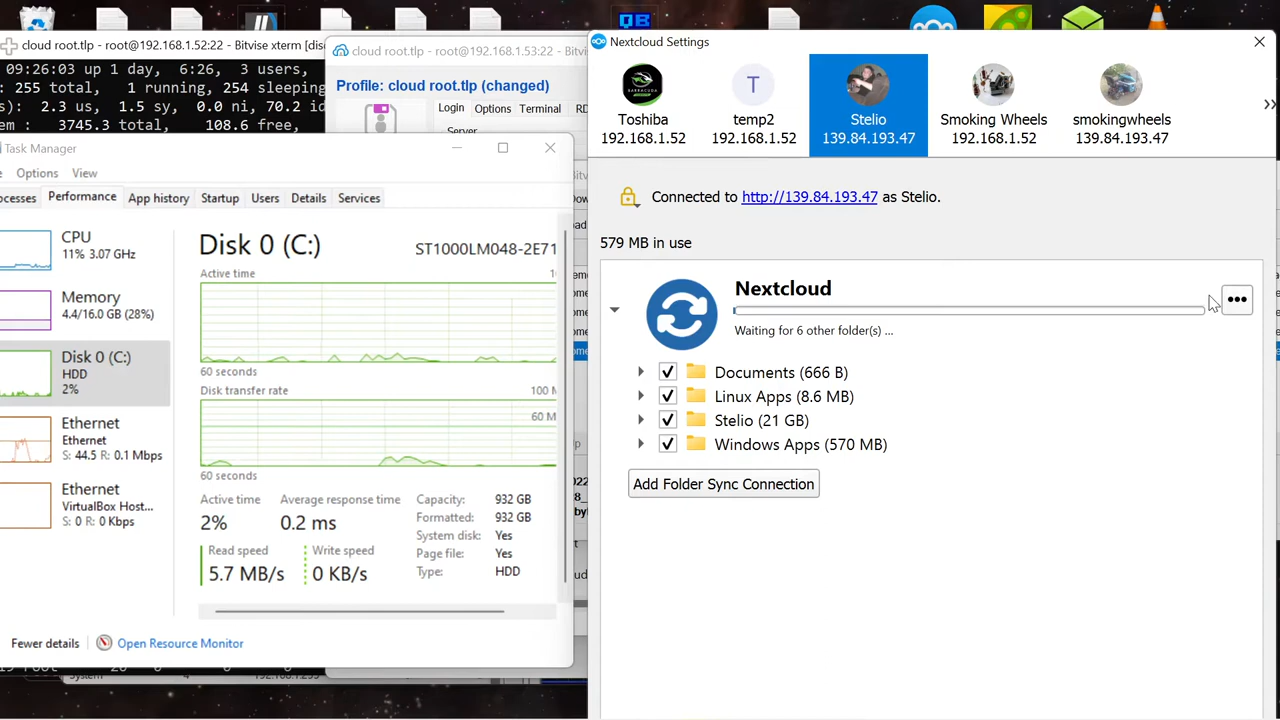 QB
cloud root.tlp - root@192.168.1.52:22 - Bitvise xterm [dis
09:26:03 up 1 day, 6:26, 3 users,
: 255 total, 1 running, 254 sleeping
): 2.3 us, 1.5 sy, 0.0 ni, 70.2 id
em : 3745.3 total, 108.6 free,
cloud root.tlp - root@192.168.1.53:22 - Bitvise
Profile: cloud root.tlp (changed)
Login Options Terminal RD
Server
Task Manager
Options View
ocesses Performance App history Startup Users Details Services
CPU
11% 3.07 GHz
Memory
4.4/16.0 GB (28%)
Disk 0 (C:)
HDD
2%
Ethernet
Ethernet
S: 44.5 R: 0.1 Mbps
Ethernet
VirtualBox Host...
S: 0 R: 0 Kbps
Disk 0 (C:) ST1000LM048-2E71
Active time
60 seconds
Disk transfer rate 100 M
60 M
60 seconds
Active time Average response time
2% 0.2 ms
Read speed Write speed
5.7 MB/s 0 KB/s
Capacity: 932 GB
Formatted: 932 GB
System disk: Yes
Page file: Yes
Type: HDD
Fewer details Open Resource Monitor
Nextcloud Settings
Toshiba
192.168.1.52
temp2
192.168.1.52
Stelio
139.84.193.47
Smoking Wheels
192.168.1.52
smokingwheels
139.84.193.47
T
Connected to http://139.84.193.47 as Stelio.
579 MB in use
Nextcloud
Waiting for 6 other folder(s) ...
Documents (666 B)
Linux Apps (8.6 MB)
Stelio (21 GB)
Windows Apps (570 MB)
Add Folder Sync Connection